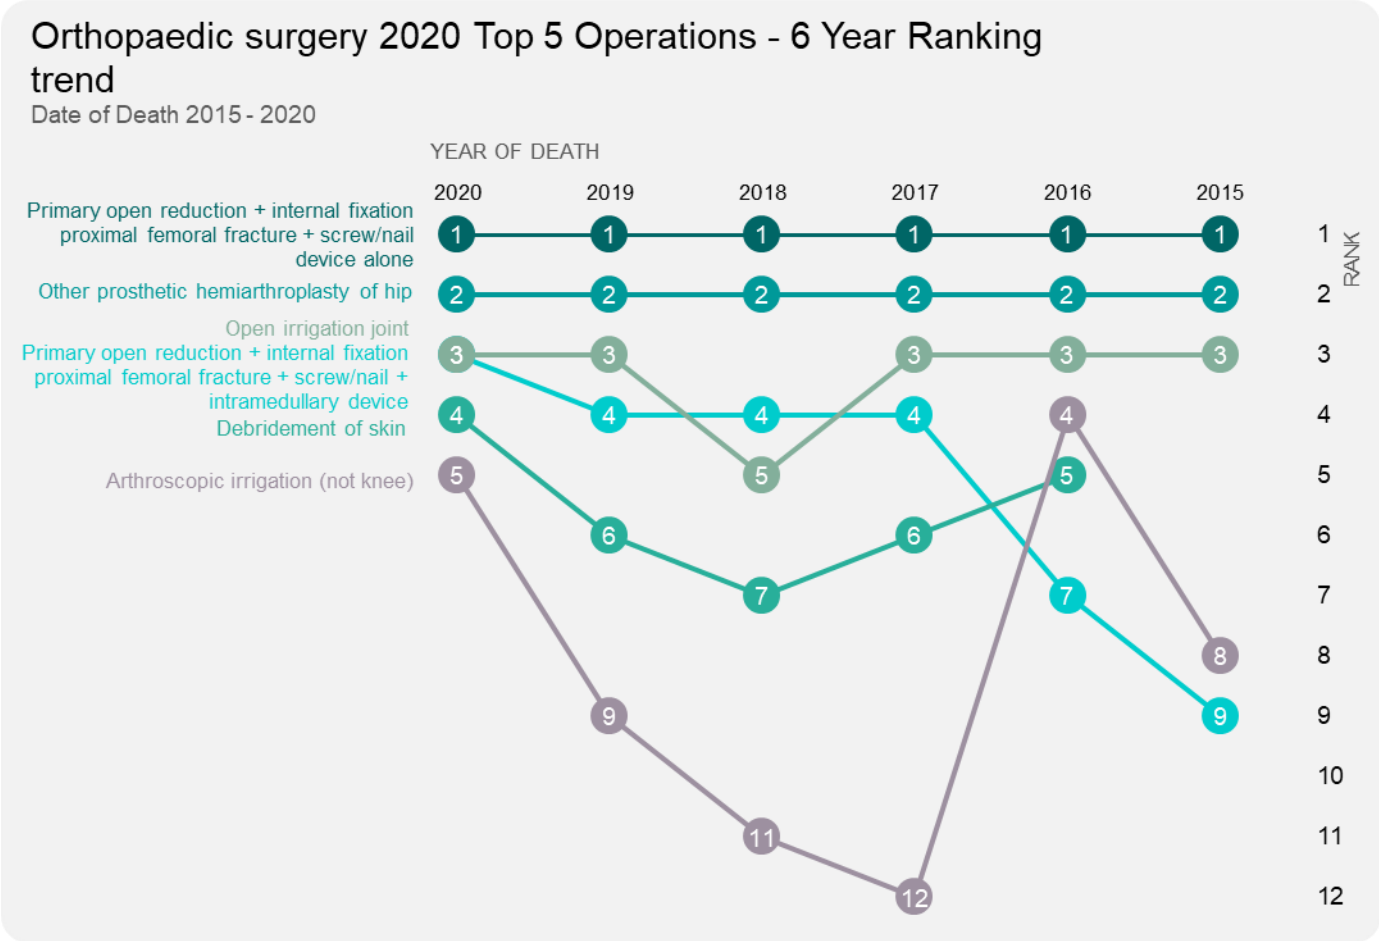 Orthopaedic surgery 2020 Top 5 Operations - 6 Year Ranking
trend
Date of Death 2015 - 2020
YEAR OF DEATH
2020 2019 2018 2017 2016 2015
Primary open reduction + internal fixation
proximal femoral fracture + screw/nail
device alone
1 1 1 1 1 1 1
RANK
Other prosthetic hemiarthroplasty of hip
2 2 2 2 2 2 2
Open irrigation joint
3 3 3 3 3 3
Primary open reduction + internal fixation
proximal femoral fracture + screw/nail +
intramedullary device
4 4 4 4 4 4
Debridement of skin
Arthroscopic irrigation (not knee)
5 5 5 5
6 6 6
7 7 7
8 8
9 9 9
10
11 11
12 12